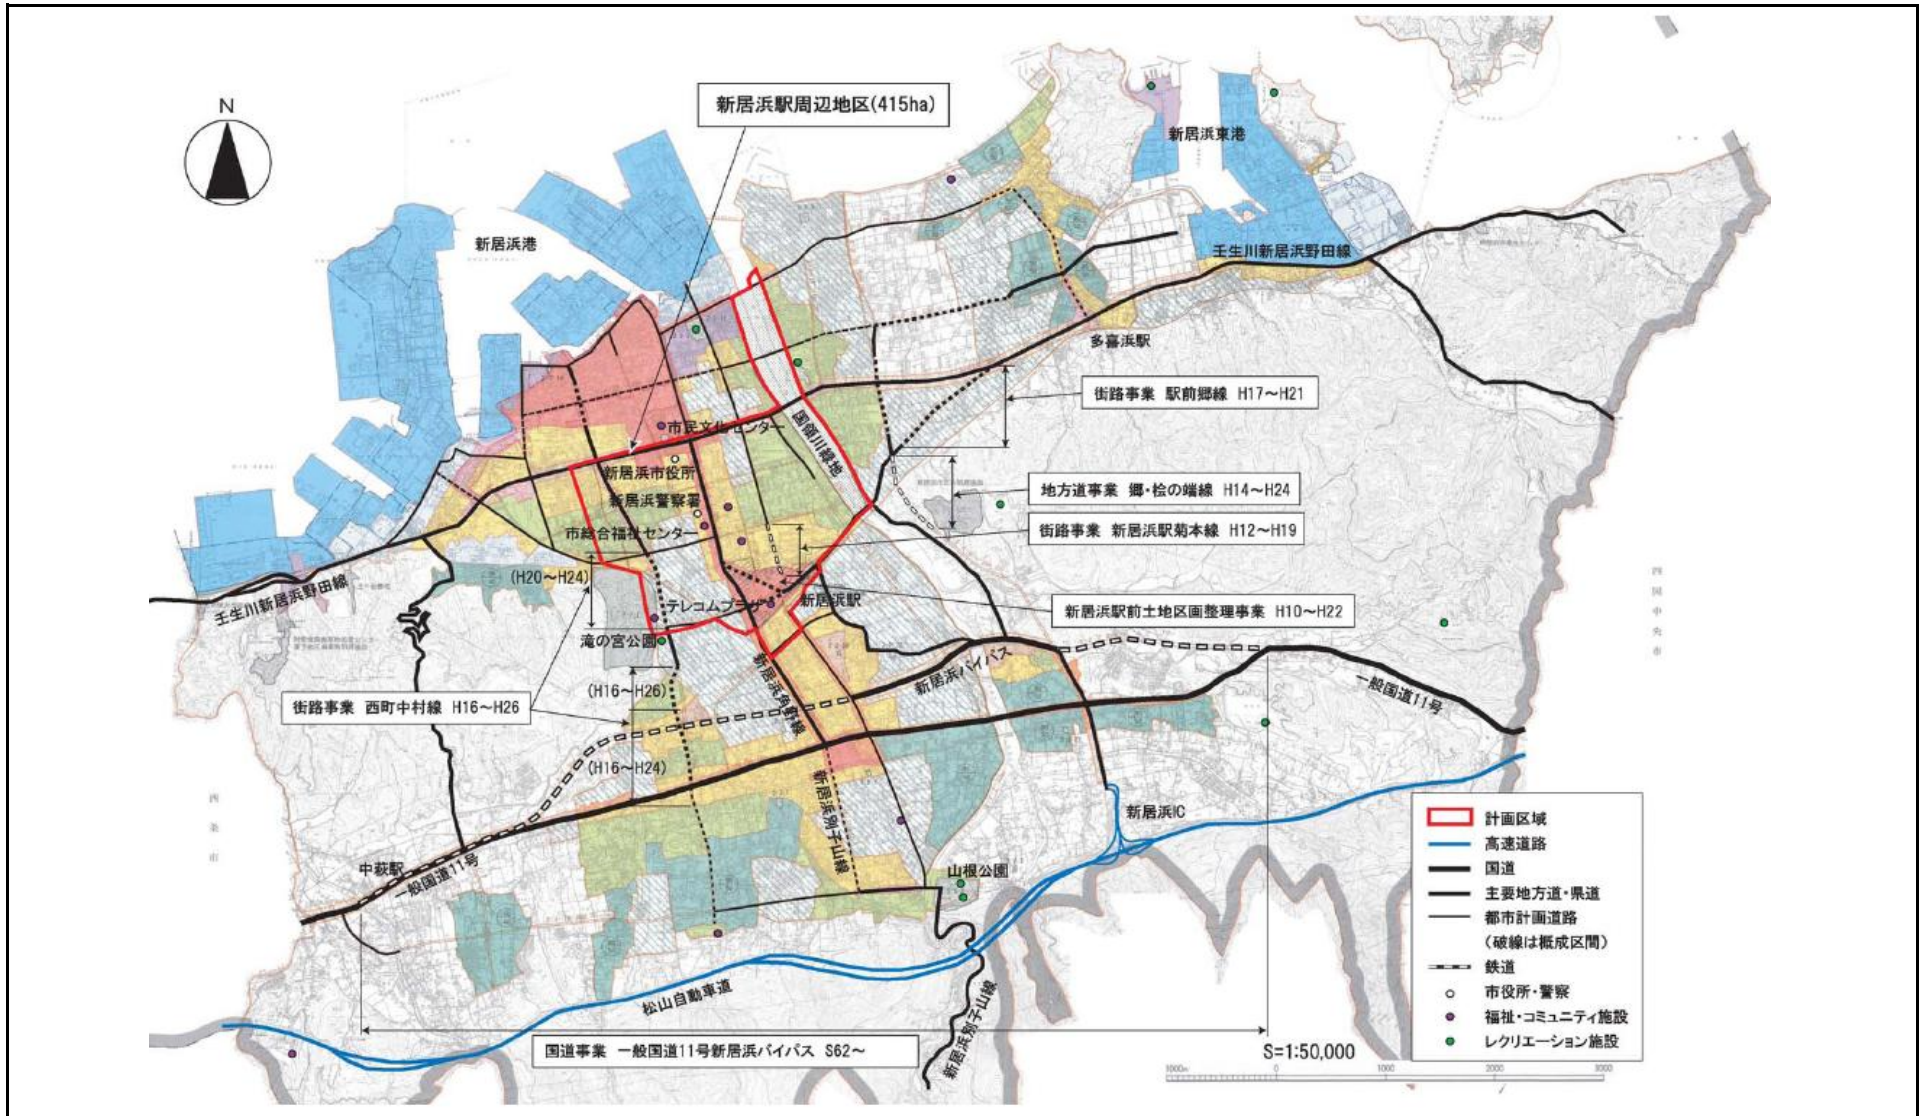 N
新居浜駅周辺地区(415ha)
新居浜東港
新居浜港
壬生川新居浜野田線
多喜浜駅
街路事業 駅前郷線 H17～H21
市民文化センター
国領川緑地
新居浜市役所
地方道事業 郷・桧の端線 H14～H24
新居浜警察署
街路事業 新居浜駅菊本線 H12～H19
市総合福祉センター
(H20～H24)
壬生川新居浜野田線
テレコムプラザ
新居浜駅
新居浜駅前土地区画整理事業 H10～H22
四国中央市
滝の宮公園
新居浜バイパス
新居浜角野線
(H16～H26)
一般国道11号
街路事業 西町中村線 H16～H26
(H16～H24)
新居浜別子山線
西条市
新居浜IC
中萩駅
一般国道11号
山根公園
松山自動車道
新居浜別子山線
国道事業 一般国道11号新居浜バイパス S62～
計画区域
高速道路
国道
主要地方道・県道
都市計画道路
(破線は概成区間)
鉄道
市役所・警察
福祉・コミュニティ施設
レクリエーション施設
S=1:50,000
1000m 0 1000 2000 3000